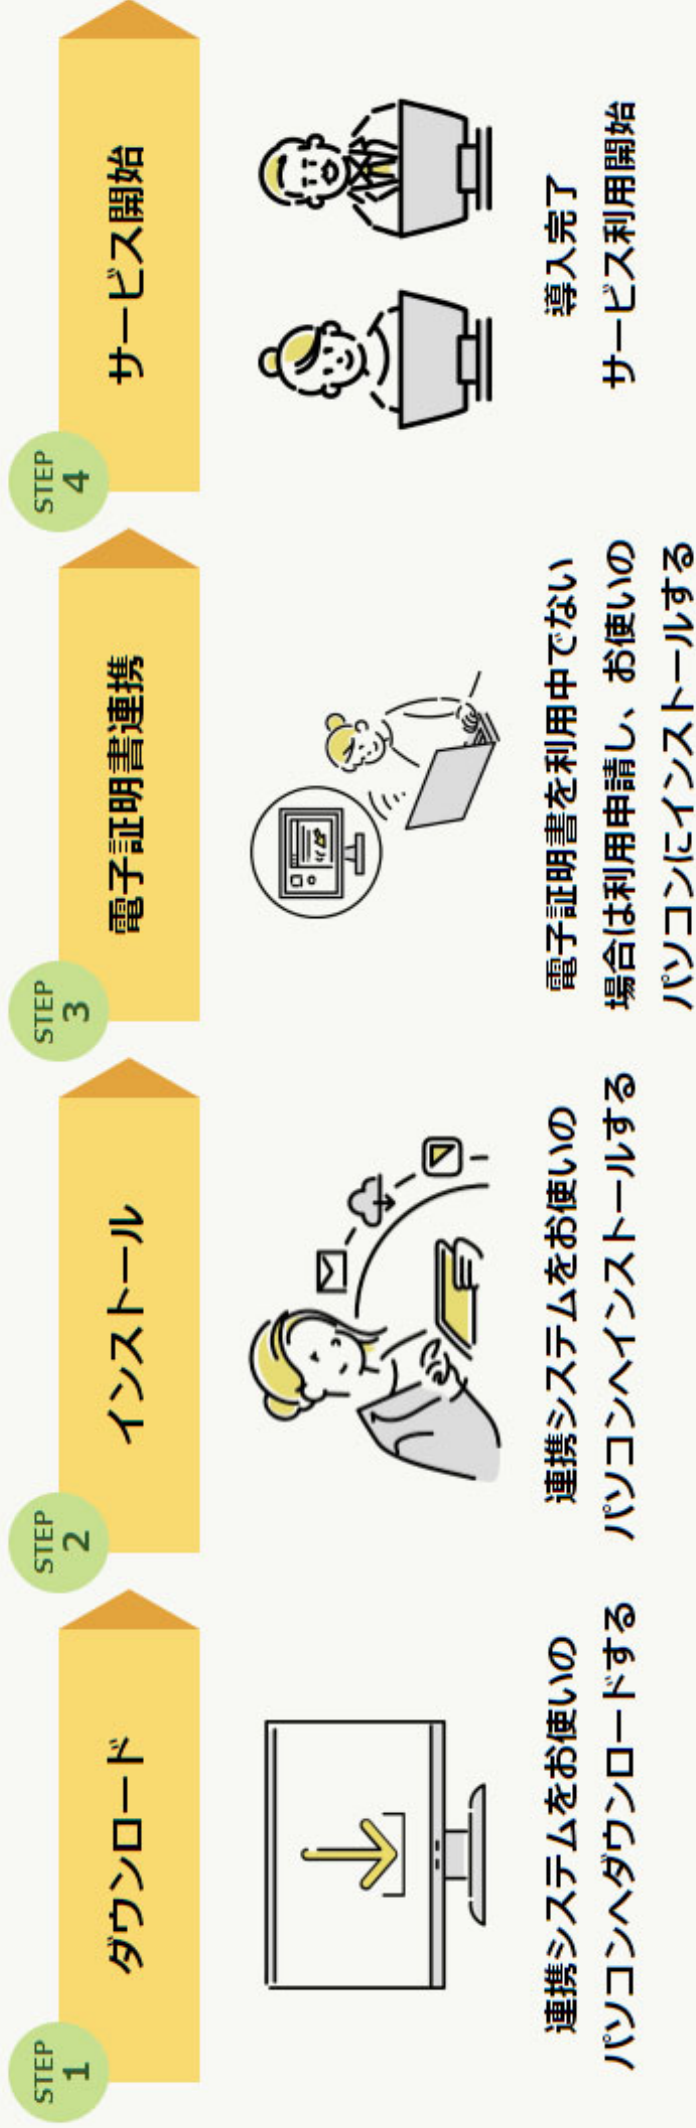 STEP
1
ダウンロード
連携システムをお使いの
パソコンへダウンロードする
STEP
2
インストール
連携システムをお使いの
パソコンへインストールする
STEP
3
電子証明書連携
電子証明書を利用中でない
場合は利用申請し、お使いの
パソコンにインストールする
STEP
4
サービス開始
導入完了
サービス利用開始